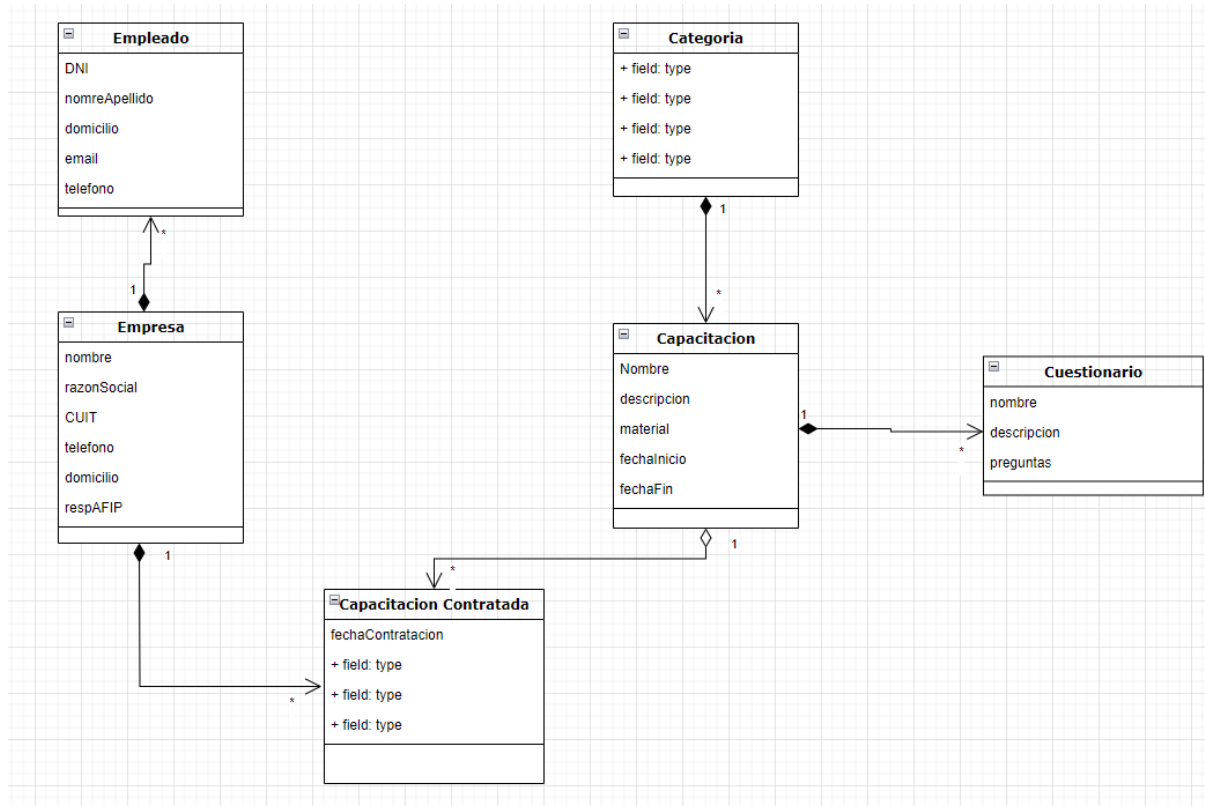 Empleado
DNI
nomreApellido
domicilio
email
telefono
*
1
Empresa
nombre
razonSocial
CUIT
telefono
domicilio
respAFIP
1
*
Categoria
+ field: type
+ field: type
+ field: type
+ field: type
1
*
Capacitacion
Nombre
descripcion
material
fechaInicio
fechaFin
1
*
Cuestionario
nombre
descripcion
preguntas
1
*
Capacitacion Contratada
fechaContratacion
+ field: type
+ field: type
+ field: type